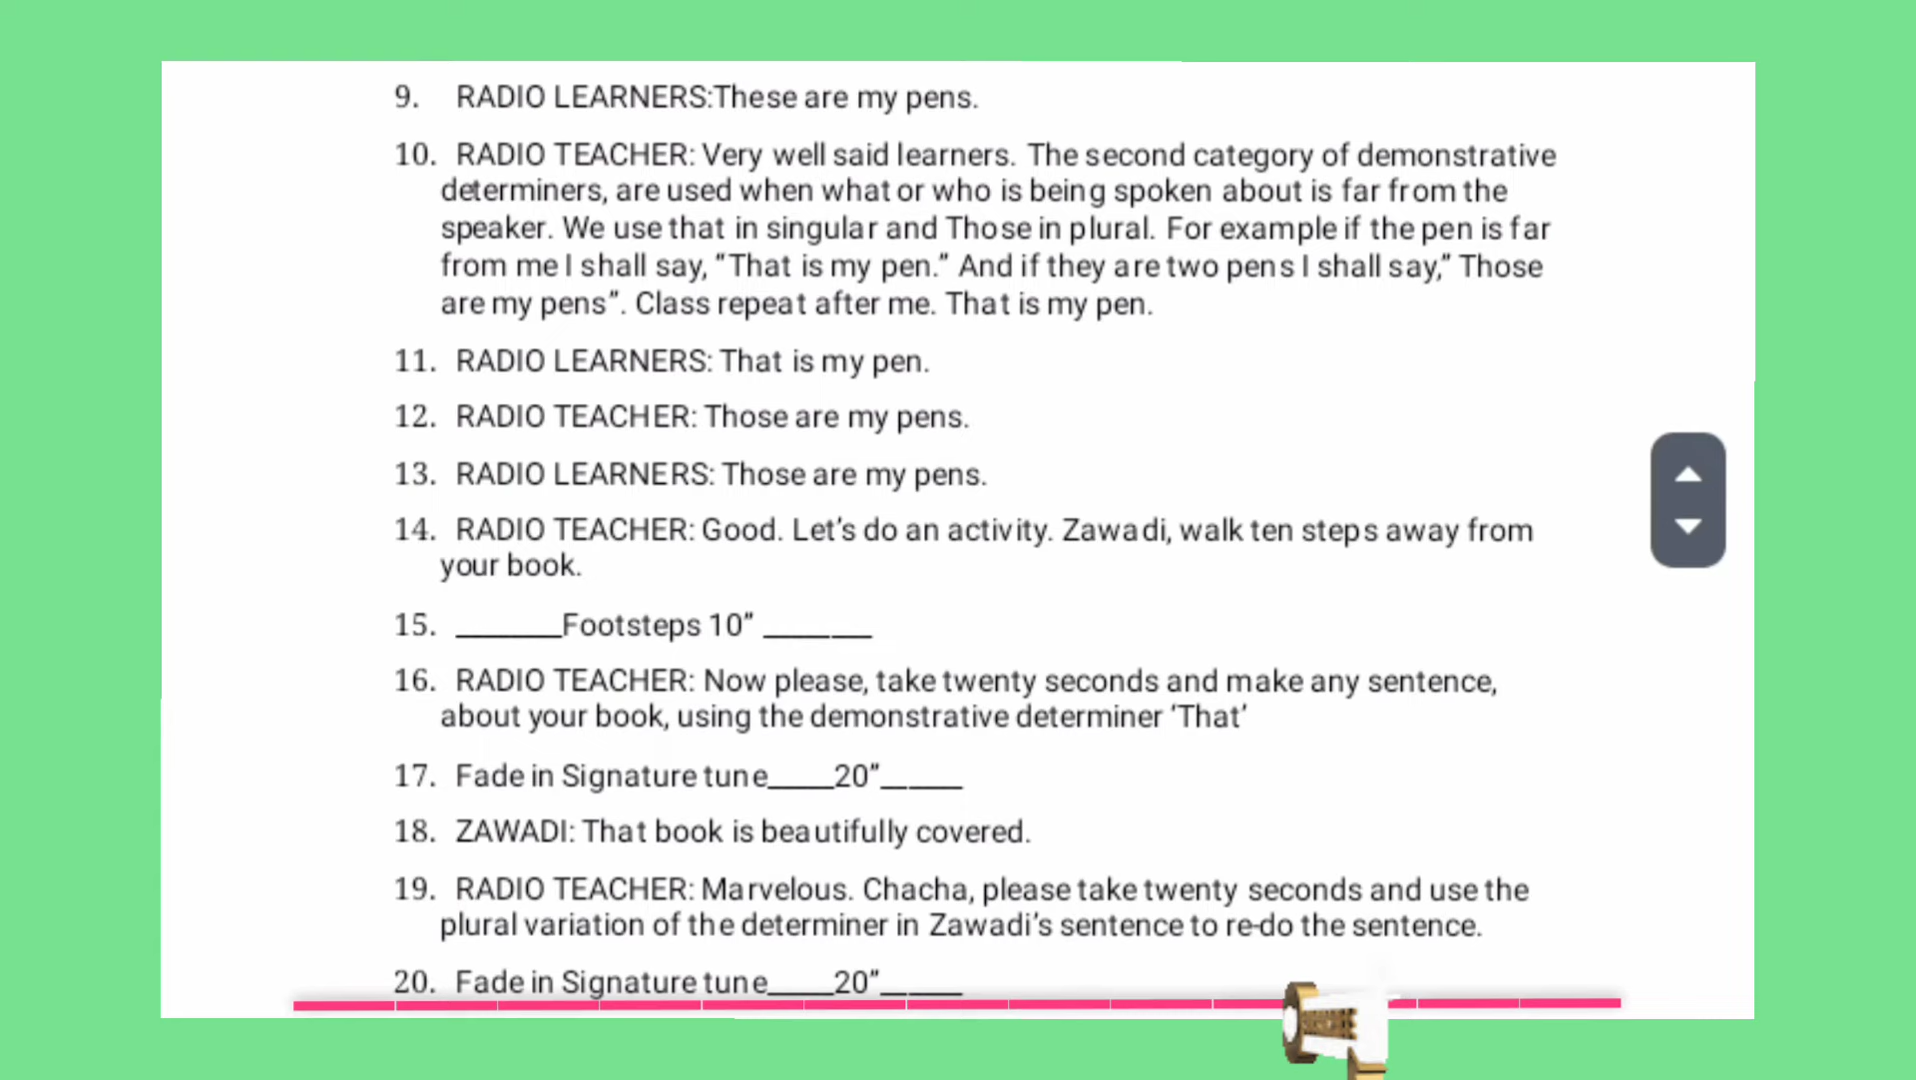 9. RADIO LEARNERS:These are my pens.
10. RADIO TEACHER: Very well said learners. The second category of demonstrative
determiners, are used when what or who is being spoken about is far from the
speaker. We use that in singular and Those in plural. For example if the pen is far
from me I shall say, “That is my pen.” And if they are two pens I shall say,” Those
are my pens”. Class repeat after me. That is my pen.
11. RADIO LEARNERS: That is my pen.
12. RADIO TEACHER: Those are my pens.
13. RADIO LEARNERS: Those are my pens.
14. RADIO TEACHER: Good. Let’s do an activity. Zawadi, walk ten steps away from
your book.
15. ________Footsteps 10” ________
16. RADIO TEACHER: Now please, take twenty seconds and make any sentence,
about your book, using the demonstrative determiner ‘That’
17. Fade in Signature tune_____20”______
18. ZAWADI: That book is beautifully covered.
19. RADIO TEACHER: Marvelous. Chacha, please take twenty seconds and use the
plural variation of the determiner in Zawadi’s sentence to re-do the sentence.
20. Fade in Signature tune_____20”______